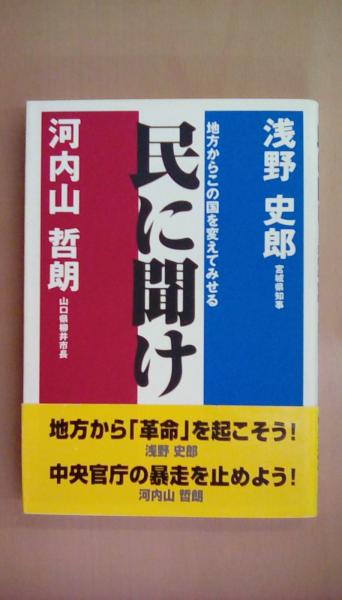 浅野 史郎
宮城県知事
地方からこの国を変えてみせる
民に聞け
河内山 哲朗
山口県柳井市長
地方から「革命」を起こそう!
浅野 史郎
中央官庁の暴走を止めよう!
河内山 哲朗